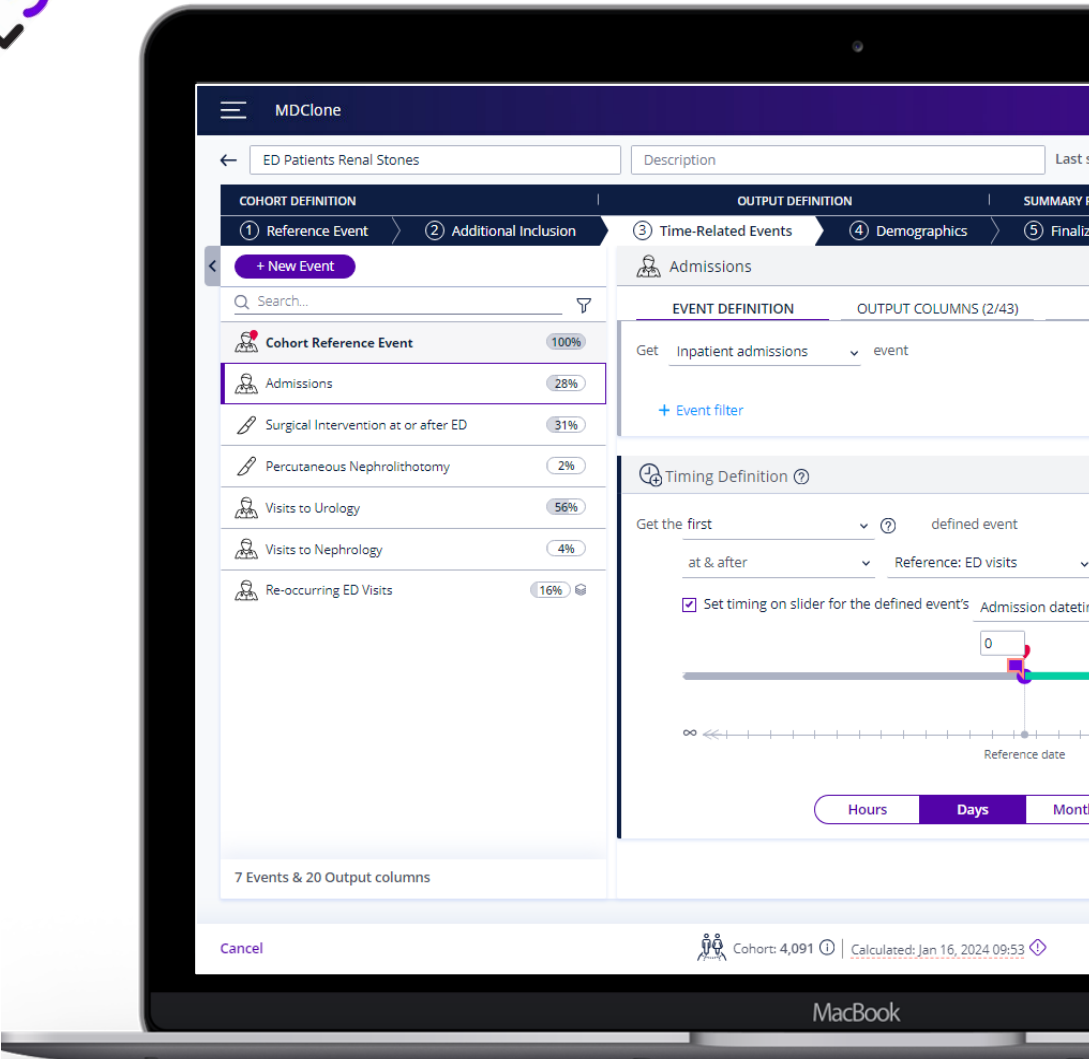 MDClone
ED Patients Renal Stones
Description
Last s
COHORT DEFINITION
OUTPUT DEFINITION
SUMMARY
1 Reference Event
2 Additional Inclusion
3 Time-Related Events
4 Demographics
5 Finaliz
+ New Event
Search...
Cohort Reference Event 100%
Admissions 28%
Surgical Intervention at or after ED 31%
Percutaneous Nephrolithotomy 2%
Visits to Urology 56%
Visits to Nephrology 4%
Re-occurring ED Visits 16%
7 Events & 20 Output columns
Admissions
EVENT DEFINITION
OUTPUT COLUMNS (2/43)
Get Inpatient admissions event
+ Event filter
Timing Definition ?
Get the first ? defined event
at & after Reference: ED visits
Set timing on slider for the defined event's Admission datetim
0
∞
Reference date
Hours Days Month
Cancel
Cohort: 4,091 Calculated: Jan 16, 2024 09:53
MacBook